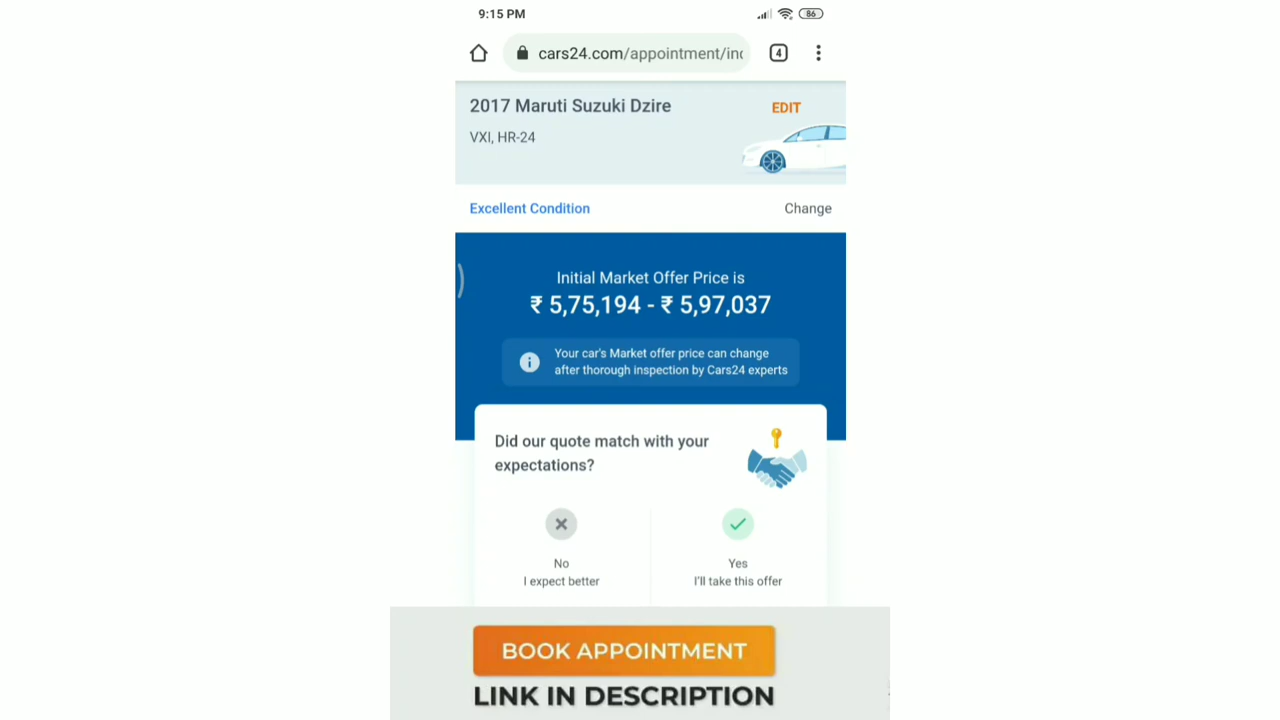 9:15 PM
86
cars24.com/appointment/inc
4
2017 Maruti Suzuki Dzire
EDIT
VXI, HR-24
Excellent Condition
Change
Initial Market Offer Price is
₹ 5,75,194 - ₹ 5,97,037
Your car's Market offer price can change
after thorough inspection by Cars24 experts
Did our quote match with your
expectations?
No
Yes
I expect better
I'll take this offer
BOOK APPOINTMENT
LINK IN DESCRIPTION